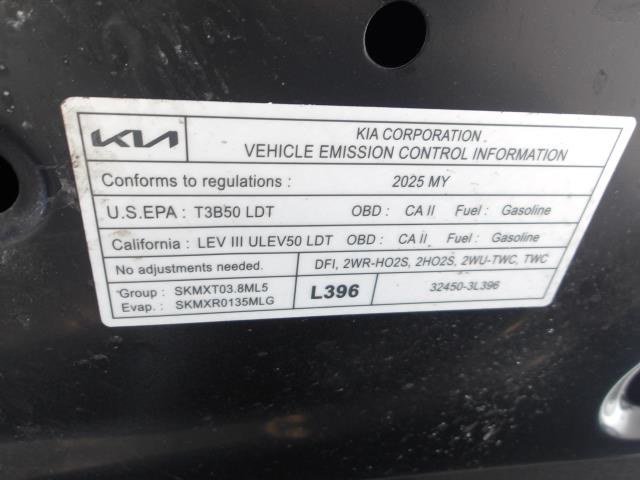 KIA
KIA CORPORATION
VEHICLE EMISSION CONTROL INFORMATION
Conforms to regulations : 2025 MY
U.S.EPA : T3B50 LDT OBD : CA II Fuel : Gasoline
California : LEV III ULEV50 LDT OBD : CA II Fuel : Gasoline
No adjustments needed. DFI, 2WR-HO2S, 2HO2S, 2WU-TWC, TWC
Group : SKMXT03.8ML5
Evap. : SKMXR0135MLG
L396
32450-3L396